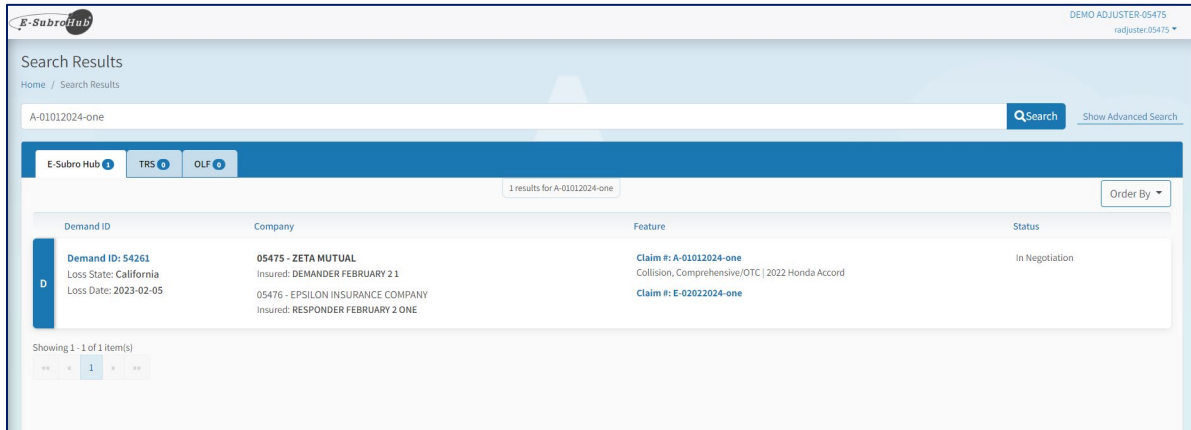 E-SubroHub
DEMO ADJUSTER-05475
radjuster.05475
Search Results
Home / Search Results
A-01012024-one
Search
Show Advanced Search
E-Subro Hub 1
TRS 0
OLF 0
1 results for A-01012024-one
Order By
Demand ID Company Feature Status
D
Demand ID: 54261
Loss State: California
Loss Date: 2023-02-05
05475 - ZETA MUTUAL
Insured: DEMANDER FEBRUARY 2 1
05476 - EPSILON INSURANCE COMPANY
Insured: RESPONDER FEBRUARY 2 ONE
Claim #: A-01012024-one
Collision, Comprehensive/OTC | 2022 Honda Accord
Claim #: E-02022024-one
In Negotiation
Showing 1 - 1 of 1 item(s)
«« « 1 » »»